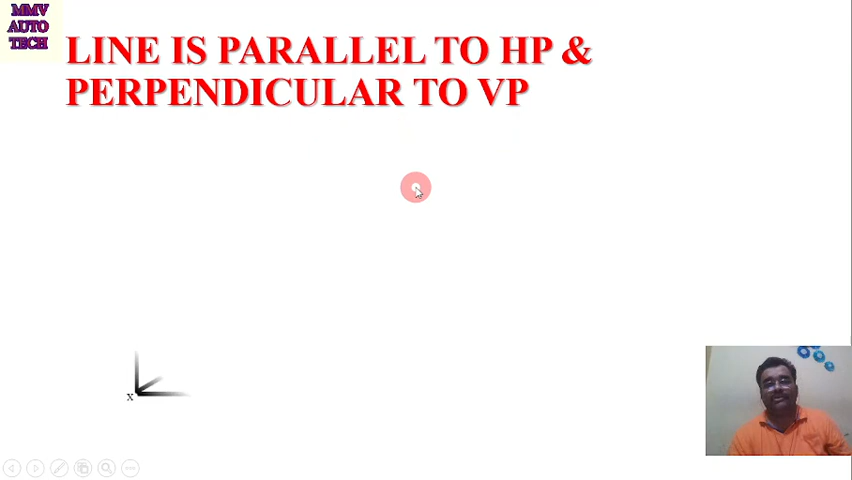 MMV
AUTO
TECH
LINE IS PARALLEL TO HP &
PERPENDICULAR TO VP
x